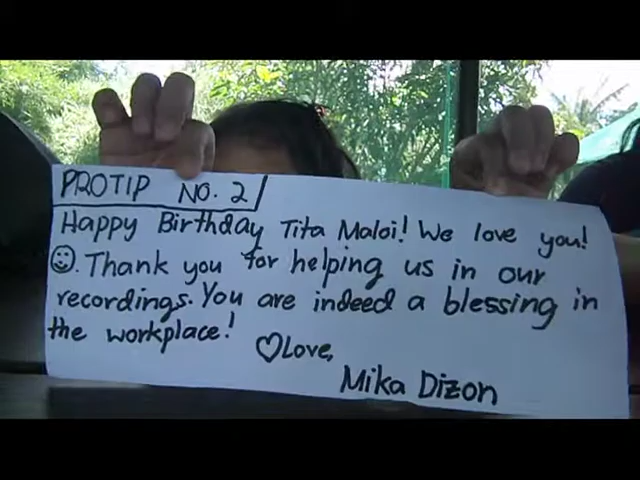 PROTIP NO. 2
Happy Birthday Tita Maloi! We love you!
☺. Thank you for helping us in our
recordings. You are indeed a blessing in
the workplace!
♡Love,
Mika Dizon